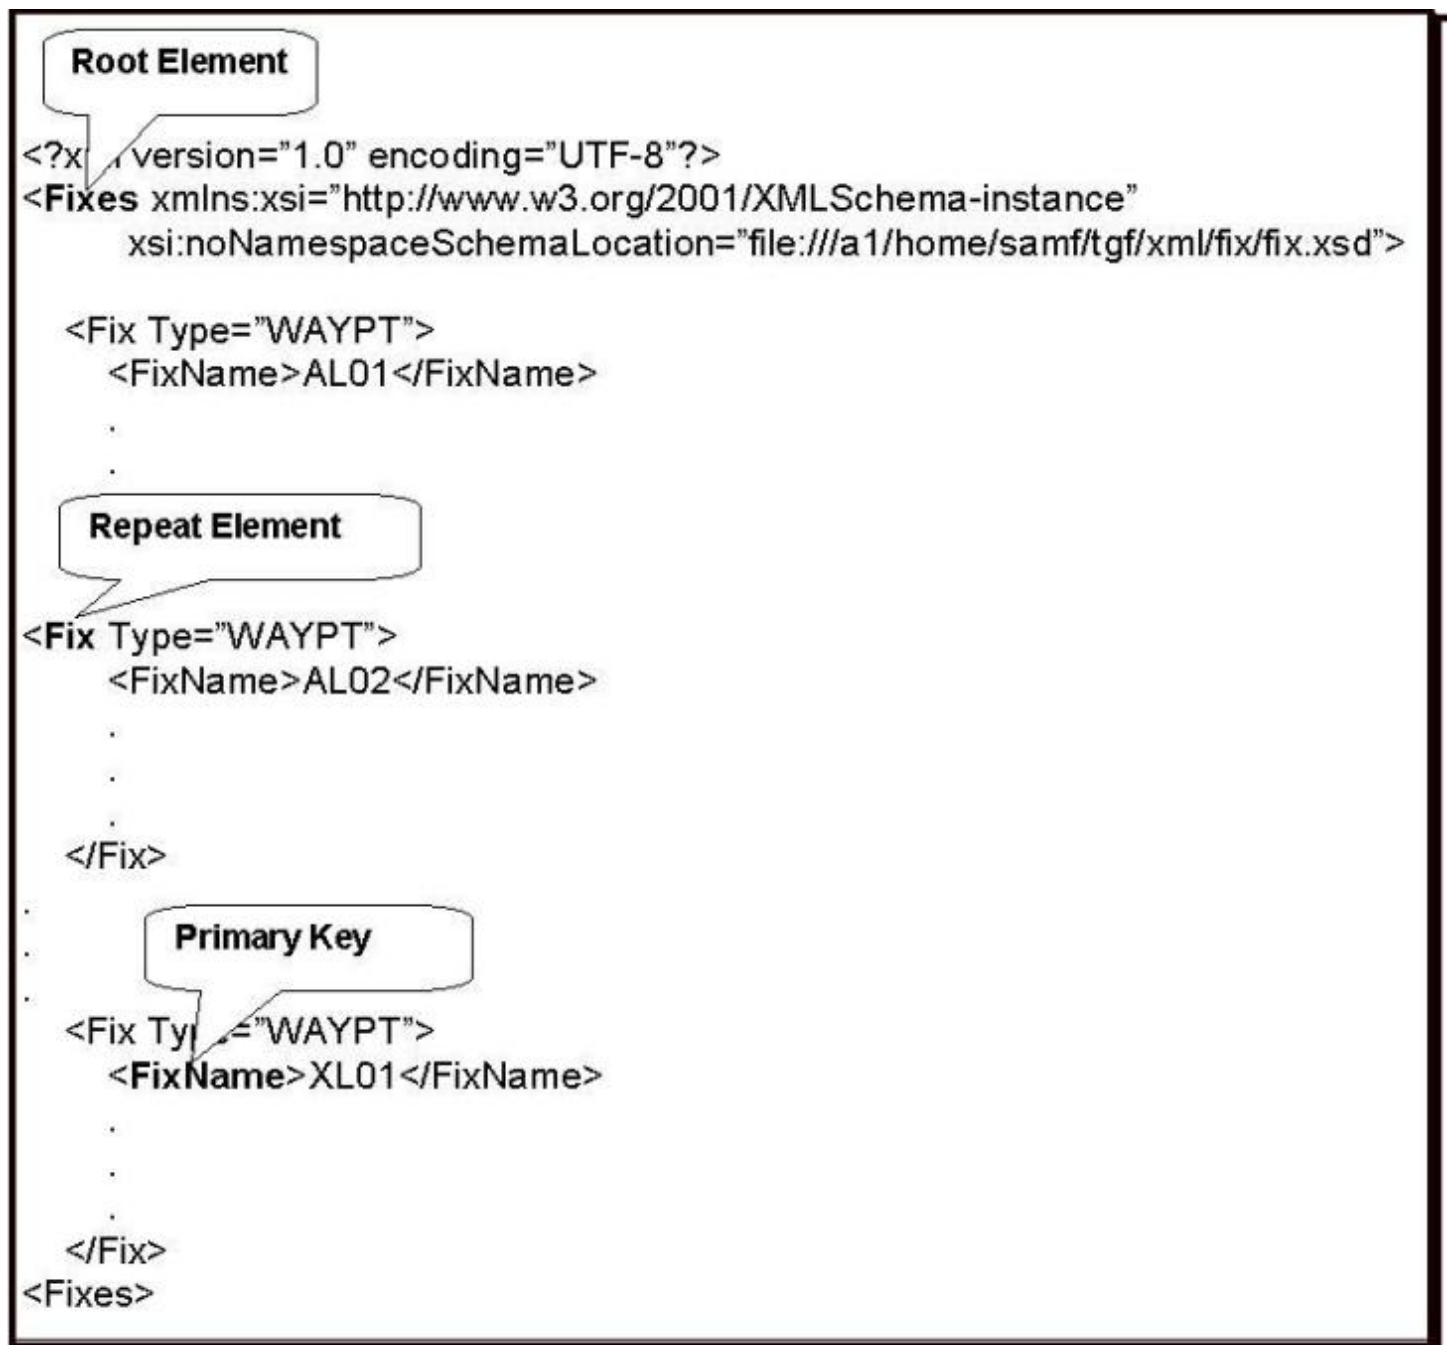 Root Element
<?x version="1.0" encoding="UTF-8"?>
<Fixes xmlns:xsi="http://www.w3.org/2001/XMLSchema-instance"
xsi:noNamespaceSchemaLocation="file:///a1/home/samf/tgf/xml/fix/fix.xsd">
<Fix Type="WAYPT">
<FixName>AL01</FixName>
.
.
Repeat Element
<Fix Type="WAYPT">
<FixName>AL02</FixName>
.
.
.
</Fix>
.
.
.
Primary Key
<Fix Ty ="WAYPT">
<FixName>XL01</FixName>
.
.
.
</Fix>
<Fixes>